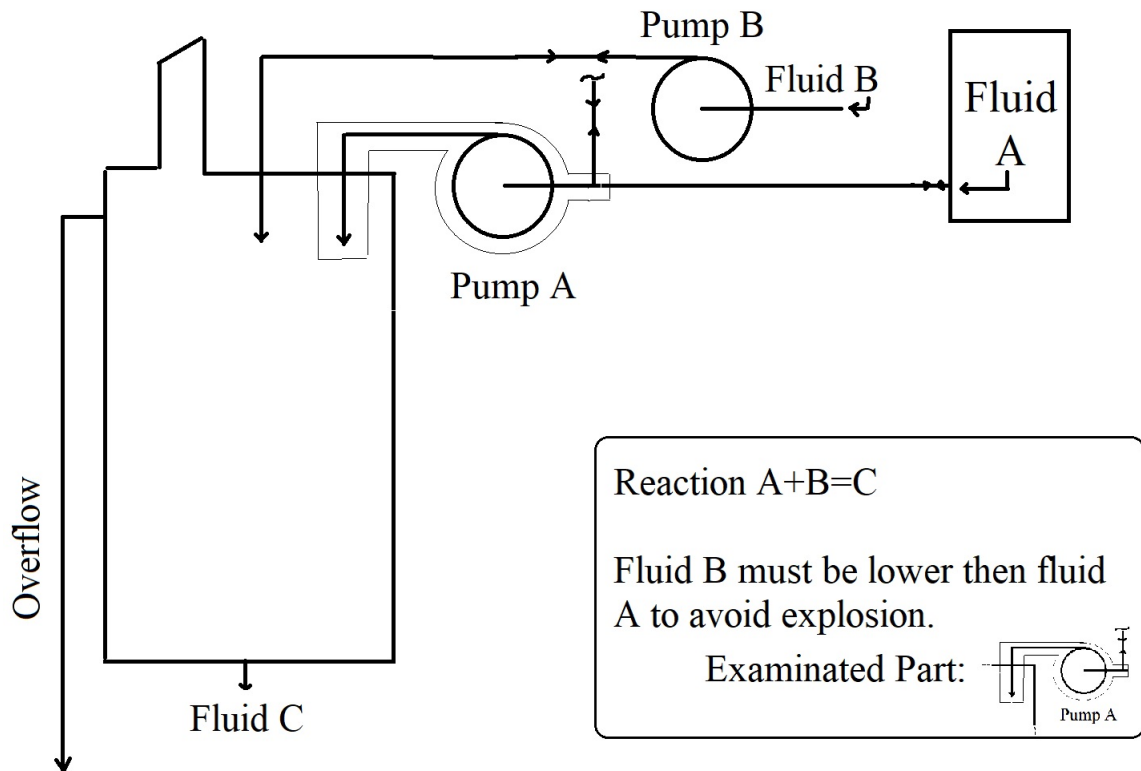 Pump B
Fluid B
Fluid
A
Pump A
Overflow
Fluid C
Reaction A+B=C
Fluid B must be lower then fluid
A to avoid explosion.
Examinated Part:
Pump A